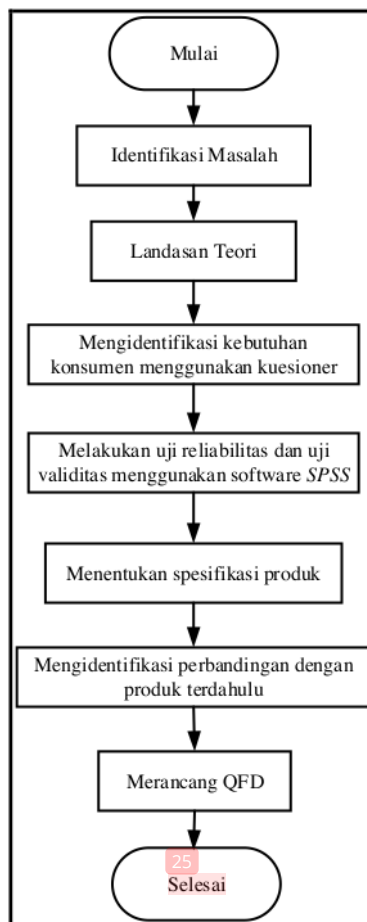 Mulai
Identifikasi Masalah
Landasan Teori
Mengidentifikasi kebutuhan
konsumen menggunakan kuesioner
Melakukan uji reliabilitas dan uji
validitas menggunakan software SPSS
Menentukan spesifikasi produk
Mengidentifikasi perbandingan dengan
produk terdahulu
Merancang QFD
25
Selesai